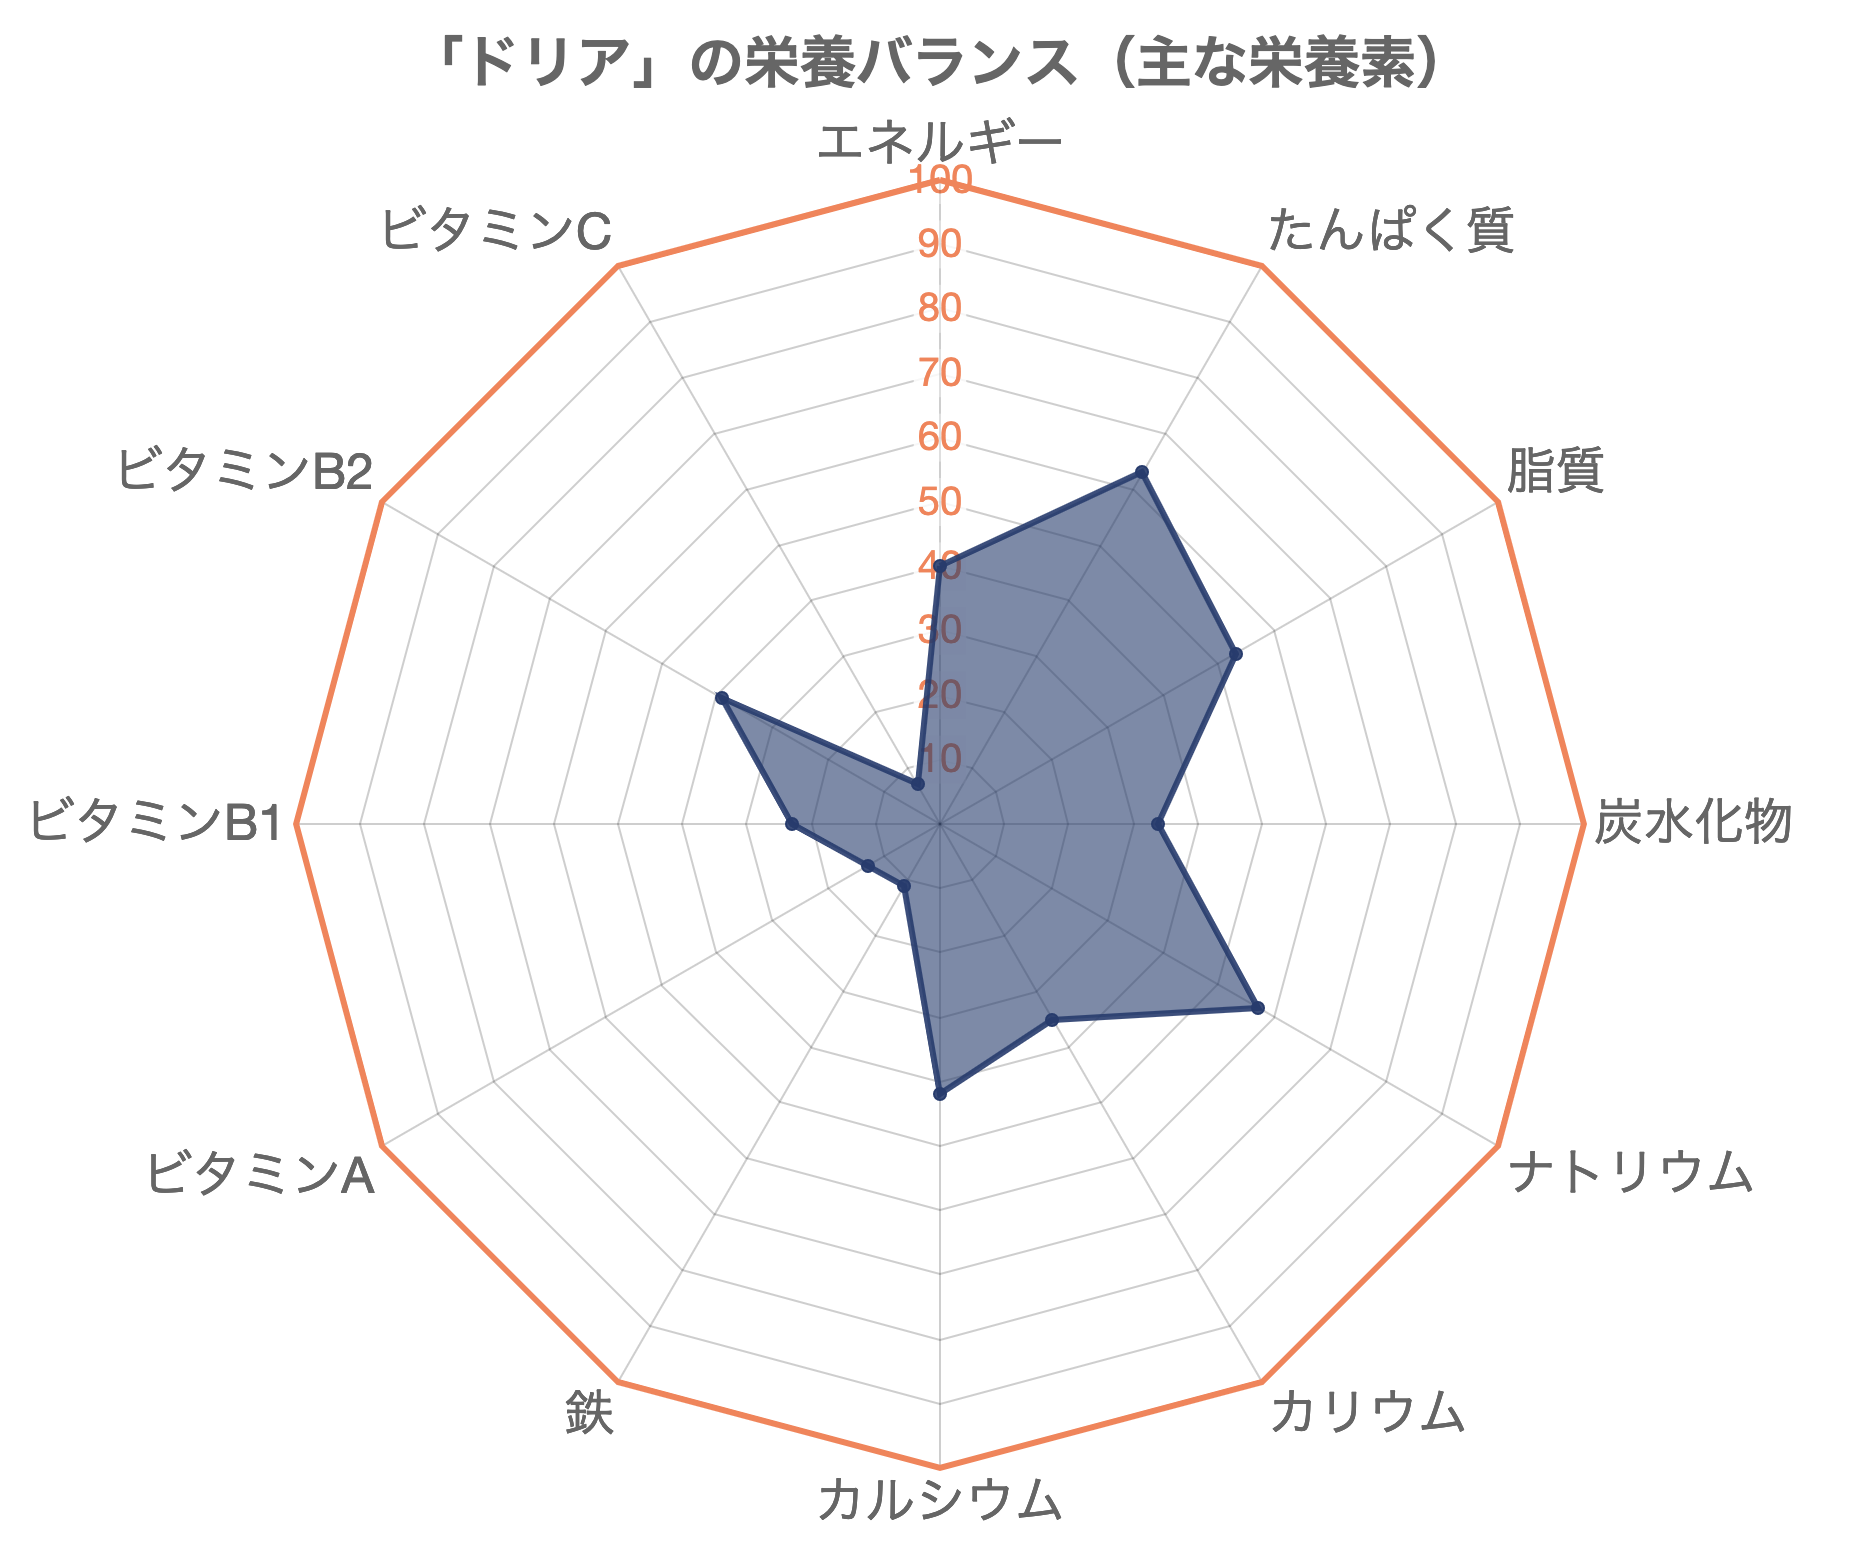 「ドリア」の栄養バランス（主な栄養素）
エネルギー
100
90
80
70
60
50
40
30
20
10
たんぱく質
脂質
炭水化物
ナトリウム
カリウム
カルシウム
鉄
ビタミンA
ビタミンB1
ビタミンB2
ビタミンC